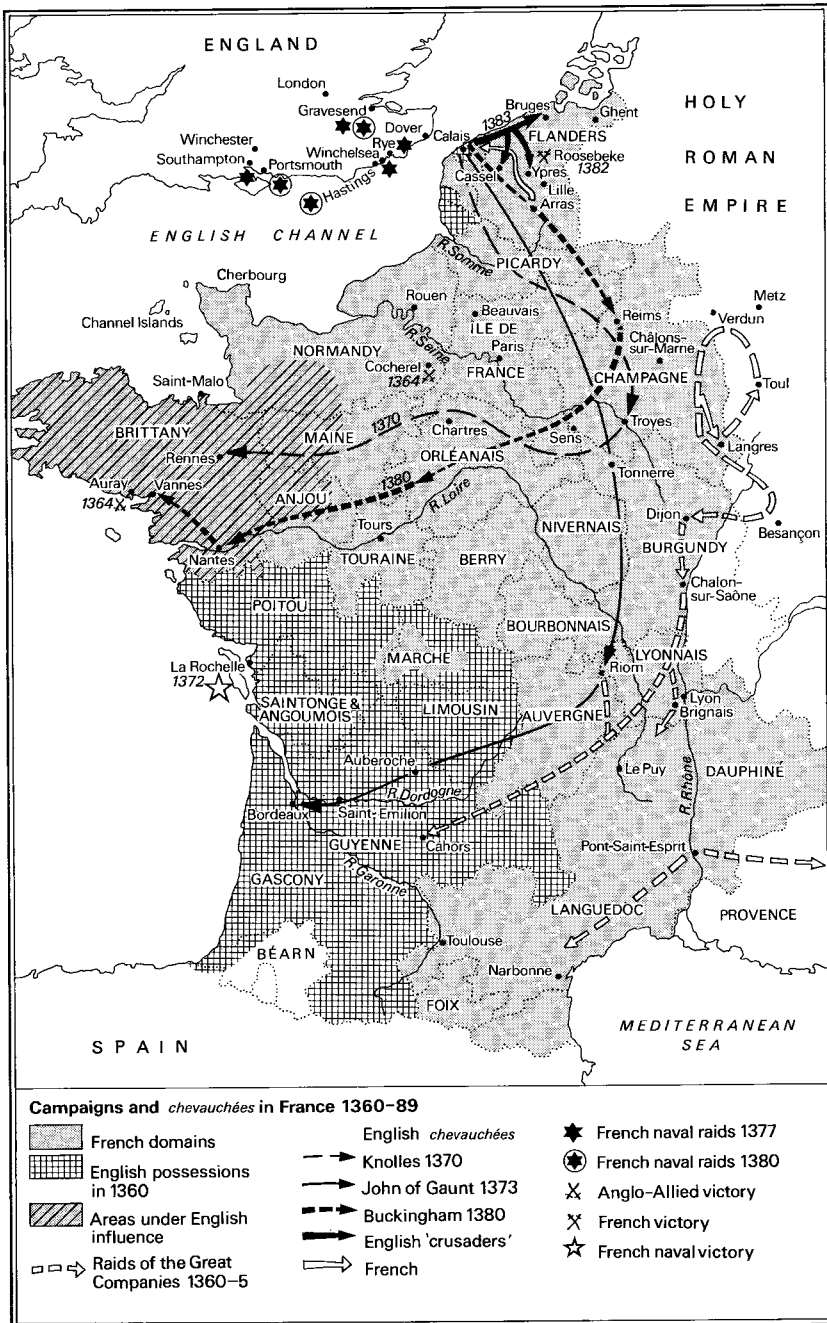 ENGLAND
London
Gravesend
Dover
Rye
Winchelsea
Hastings
Winchester
Southampton
Portsmouth
ENGLISH CHANNEL
Calais
1383
Bruges
Ghent
FLANDERS
Roosebeke
1382
Ypres
Cassel
Lille
Arras
HOLY
ROMAN
EMPIRE
R. Somme
PICARDY
Cherbourg
Channel Islands
Rouen
Beauvais
R. Seine
ÎLE DE
FRANCE
Paris
Reims
Verdun
Metz
Châlons-
sur-Marne
NORMANDY
Cocherel
1364
CHAMPAGNE
Toul
Saint-Malo
BRITTANY
MAINE
1370
Chartres
Sens
Troyes
Langres
Rennes
ORLÉANAIS
Tonnerre
Auray
1364
Vannes
ANJOU
1380
R. Loire
NIVERNAIS
Dijon
Besançon
BURGUNDY
Nantes
Tours
TOURAINE
BERRY
Chalon-
sur-Saône
POITOU
BOURBONNAIS
MARCHE
LYONNAIS
Riom
La Rochelle
1372
SAINTONGE &
ANGOUMOIS
LIMOUSIN
AUVERGNE
Lyon
Brignais
Auberoche
Le Puy
DAUPHINÉ
R. Dordogne
R. Rhône
Bordeaux
Saint-Emilion
GUYENNE
Cahors
Pont-Saint-Esprit
GASCONY
R. Garonne
LANGUEDOC
PROVENCE
BÉARN
Toulouse
Narbonne
FOIX
SPAIN
MEDITERRANEAN
SEA
Campaigns and chevauchées in France 1360–89
French domains
English possessions
in 1360
Areas under English
influence
Raids of the Great
Companies 1360–5
English chevauchées
Knolles 1370
John of Gaunt 1373
Buckingham 1380
English 'crusaders'
French
French naval raids 1377
French naval raids 1380
Anglo-Allied victory
French victory
French naval victory